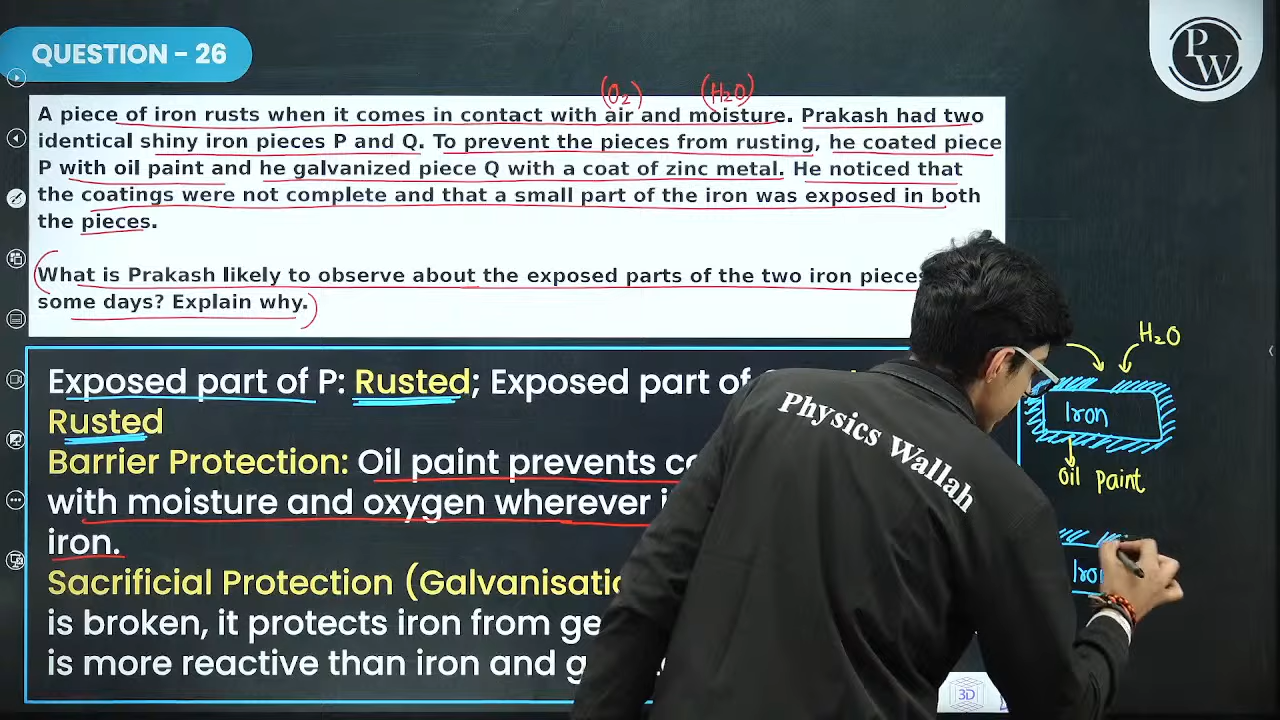 QUESTION - 26
PW
(O₂) (H₂O)
A piece of iron rusts when it comes in contact with air and moisture. Prakash had two
identical shiny iron pieces P and Q. To prevent the pieces from rusting, he coated piece
P with oil paint and he galvanized piece Q with a coat of zinc metal. He noticed that
the coatings were not complete and that a small part of the iron was exposed in both
the pieces.
What is Prakash likely to observe about the exposed parts of the two iron pieces
some days? Explain why.
Exposed part of P: Rusted; Exposed part of
Rusted
Barrier Protection: Oil paint prevents
with moisture and oxygen wherever
iron.
Sacrificial Protection
is broken, it protects iron from
is more reactive than iron and
Physics Wallah
H₂O
Iron
Oil Paint
Iron
3D